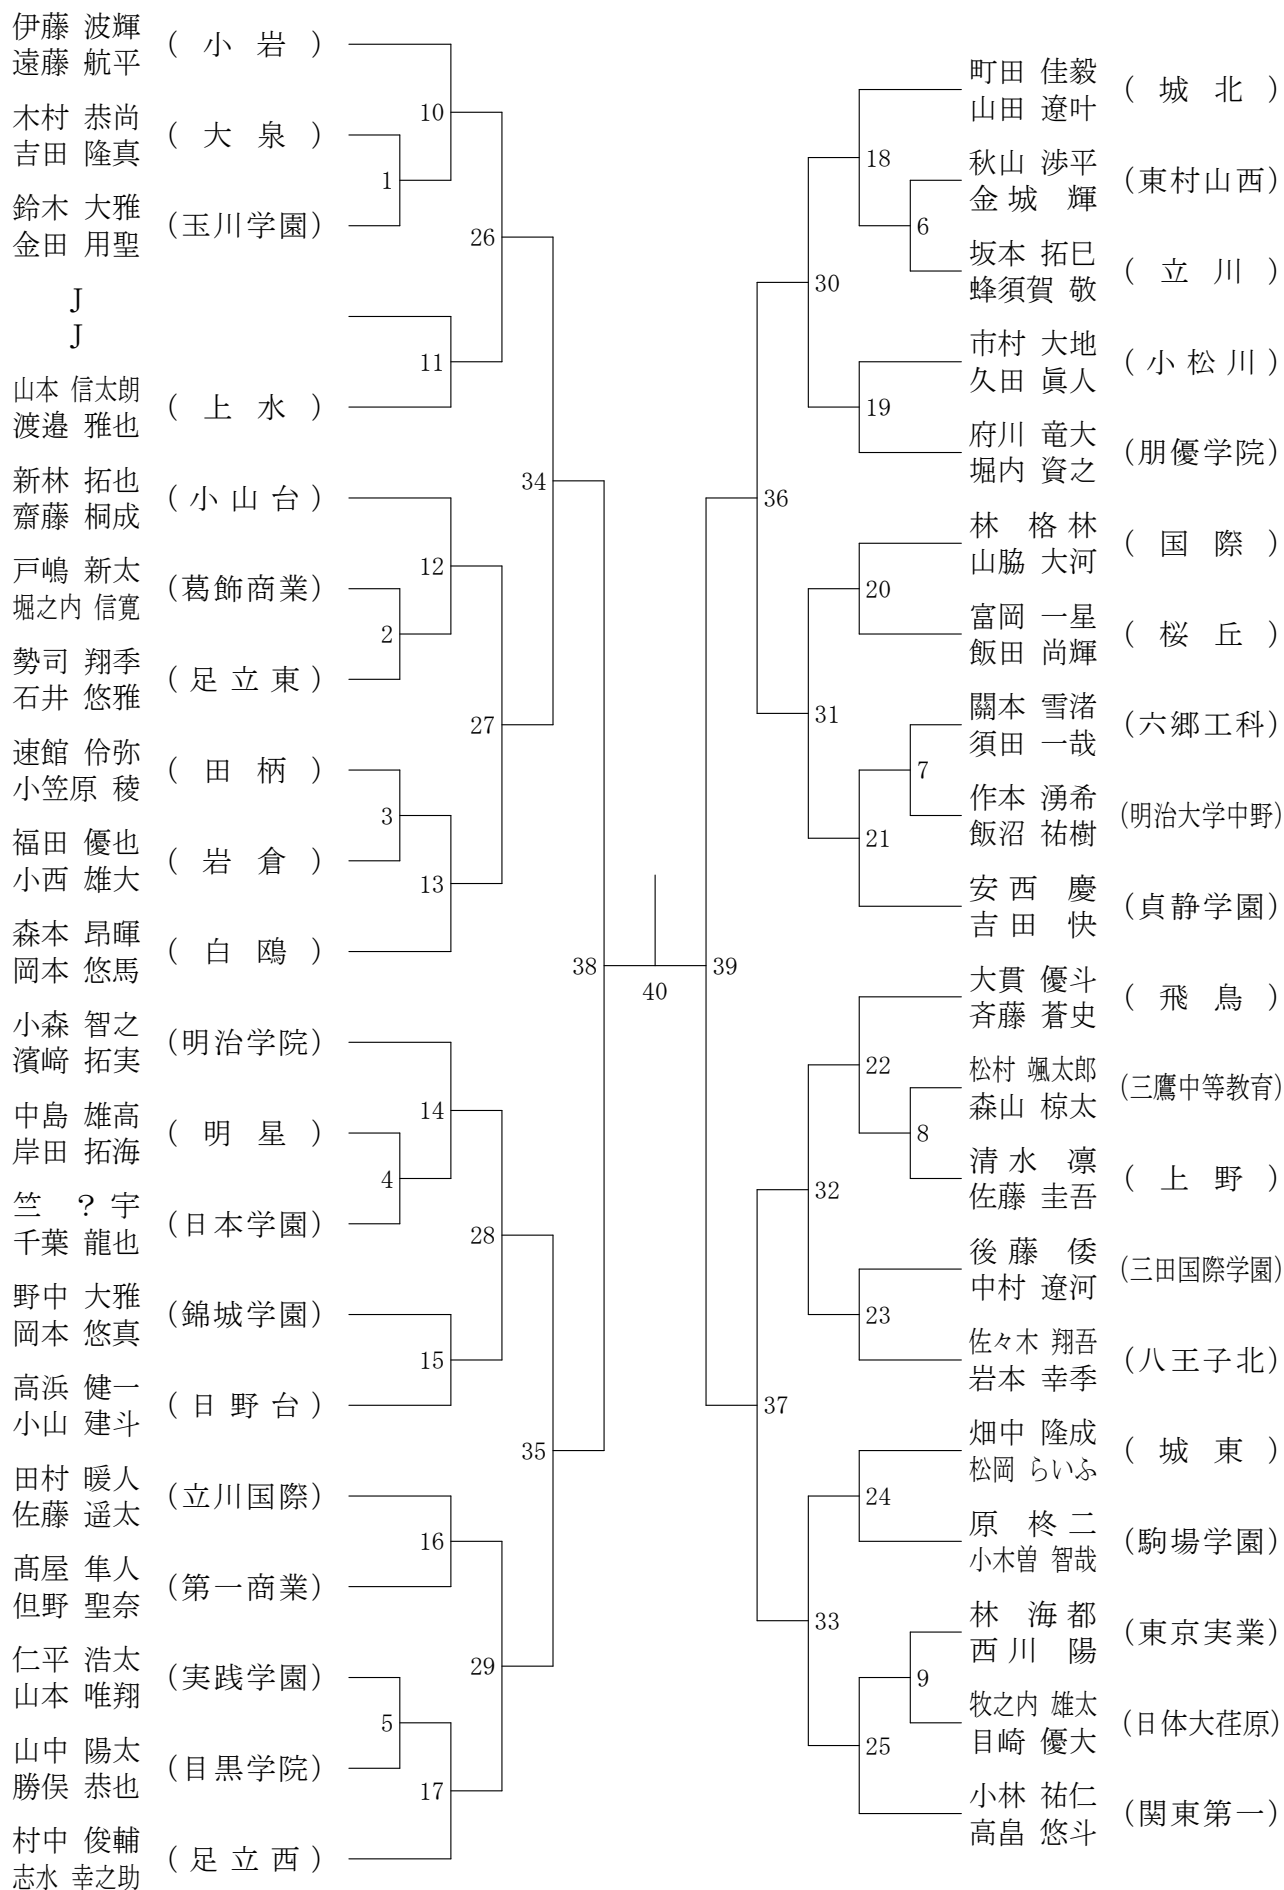 伊藤 波輝
遠藤 航平
( 小 岩 )
木村 恭尚
吉田 隆真
( 大 泉 )
鈴木 大雅
金田 用聖
(玉川学園)
J
J
山本 信太朗
渡邉 雅也
( 上 水 )
新林 拓也
齋藤 桐成
( 小 山 台 )
戸嶋 新太
堀之内 信寛
(葛飾商業)
勢司 翔季
石井 悠雅
( 足 立 東 )
速館 伶弥
小笠原 稜
( 田 柄 )
福田 優也
小西 雄大
( 岩 倉 )
森本 昂暉
岡本 悠馬
( 白 鴎 )
小森 智之
濱﨑 拓実
(明治学院)
中島 雄高
岸田 拓海
( 明 星 )
竺 ? 宇
千葉 龍也
(日本学園)
野中 大雅
岡本 悠真
(錦城学園)
高浜 健一
小山 建斗
( 日 野 台 )
田村 暖人
佐藤 遥太
(立川国際)
髙屋 隼人
但野 聖奈
(第一商業)
仁平 浩太
山本 唯翔
(実践学園)
山中 陽太
勝俣 恭也
(目黒学院)
村中 俊輔
志水 幸之助
( 足 立 西 )
1
2
3
4
5
10
11
12
13
14
15
16
17
26
27
28
29
34
35
38
40
39
36
37
30
31
32
33
18
19
20
21
22
23
24
25
6
7
8
9
町田 佳毅
山田 遼叶
( 城 北 )
秋山 渉平
金城 輝
(東村山西)
坂本 拓巳
蜂須賀 敬
( 立 川 )
市村 大地
久田 眞人
( 小 松 川 )
府川 竜大
堀内 資之
(朋優学院)
林 格林
山脇 大河
( 国 際 )
富岡 一星
飯田 尚輝
( 桜 丘 )
關本 雪渚
須田 一哉
(六郷工科)
作本 湧希
飯沼 祐樹
(明治大学中野)
安西 慶
吉田 快
(貞静学園)
大貫 優斗
斉藤 蒼史
( 飛 鳥 )
松村 颯太郎
森山 椋太
(三鷹中等教育)
清水 凛
佐藤 圭吾
( 上 野 )
後藤 倭
中村 遼河
(三田国際学園)
佐々木 翔吾
岩本 幸季
(八王子北)
畑中 隆成
松岡 らいふ
( 城 東 )
原 柊二
小木曽 智哉
(駒場学園)
林 海都
西川 陽
(東京実業)
牧之内 雄太
目崎 優大
(日体大荏原)
小林 祐仁
高畠 悠斗
(関東第一)